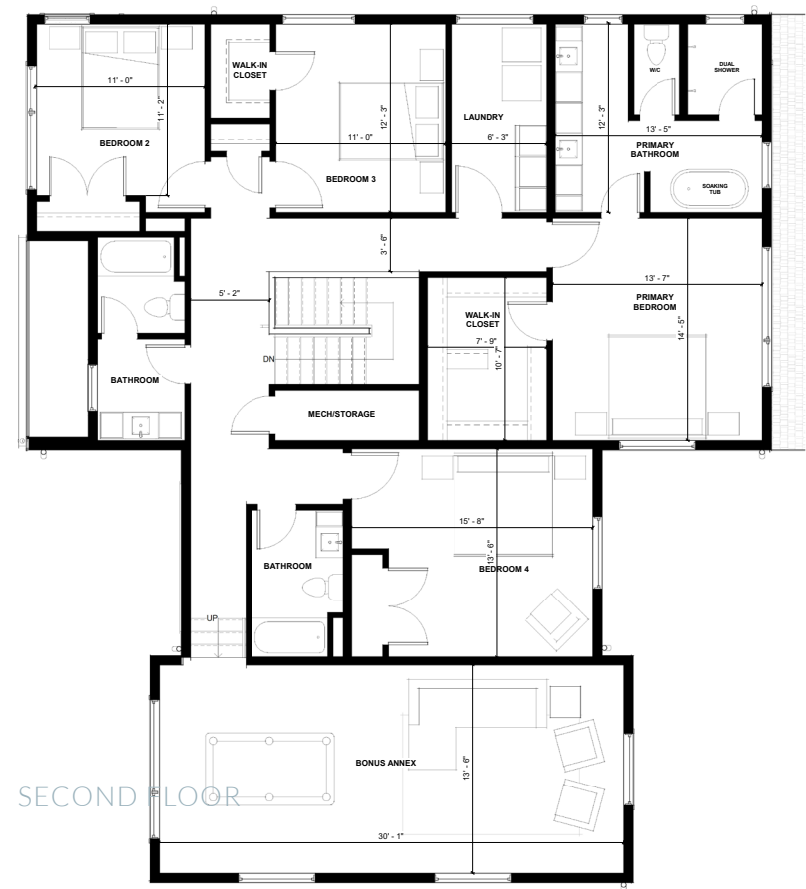 WALK-IN
CLOSET
DUAL
SHOWER
W/C
11' - 0"
11' - 2"
BEDROOM 2
12' - 3"
11' - 0"
BEDROOM 3
LAUNDRY
6' - 3"
12' - 3"
13' - 5"
PRIMARY
BATHROOM
SOAKING
TUB
3' - 6"
5' - 2"
13' - 7"
PRIMARY
BEDROOM
14' - 5"
WALK-IN
CLOSET
7' - 9"
10' - 7"
DN
BATHROOM
MECH/STORAGE
15' - 8"
13' - 6"
BEDROOM 4
BATHROOM
UP
BONUS ANNEX
13' - 6"
SECOND FLOOR
30' - 1"